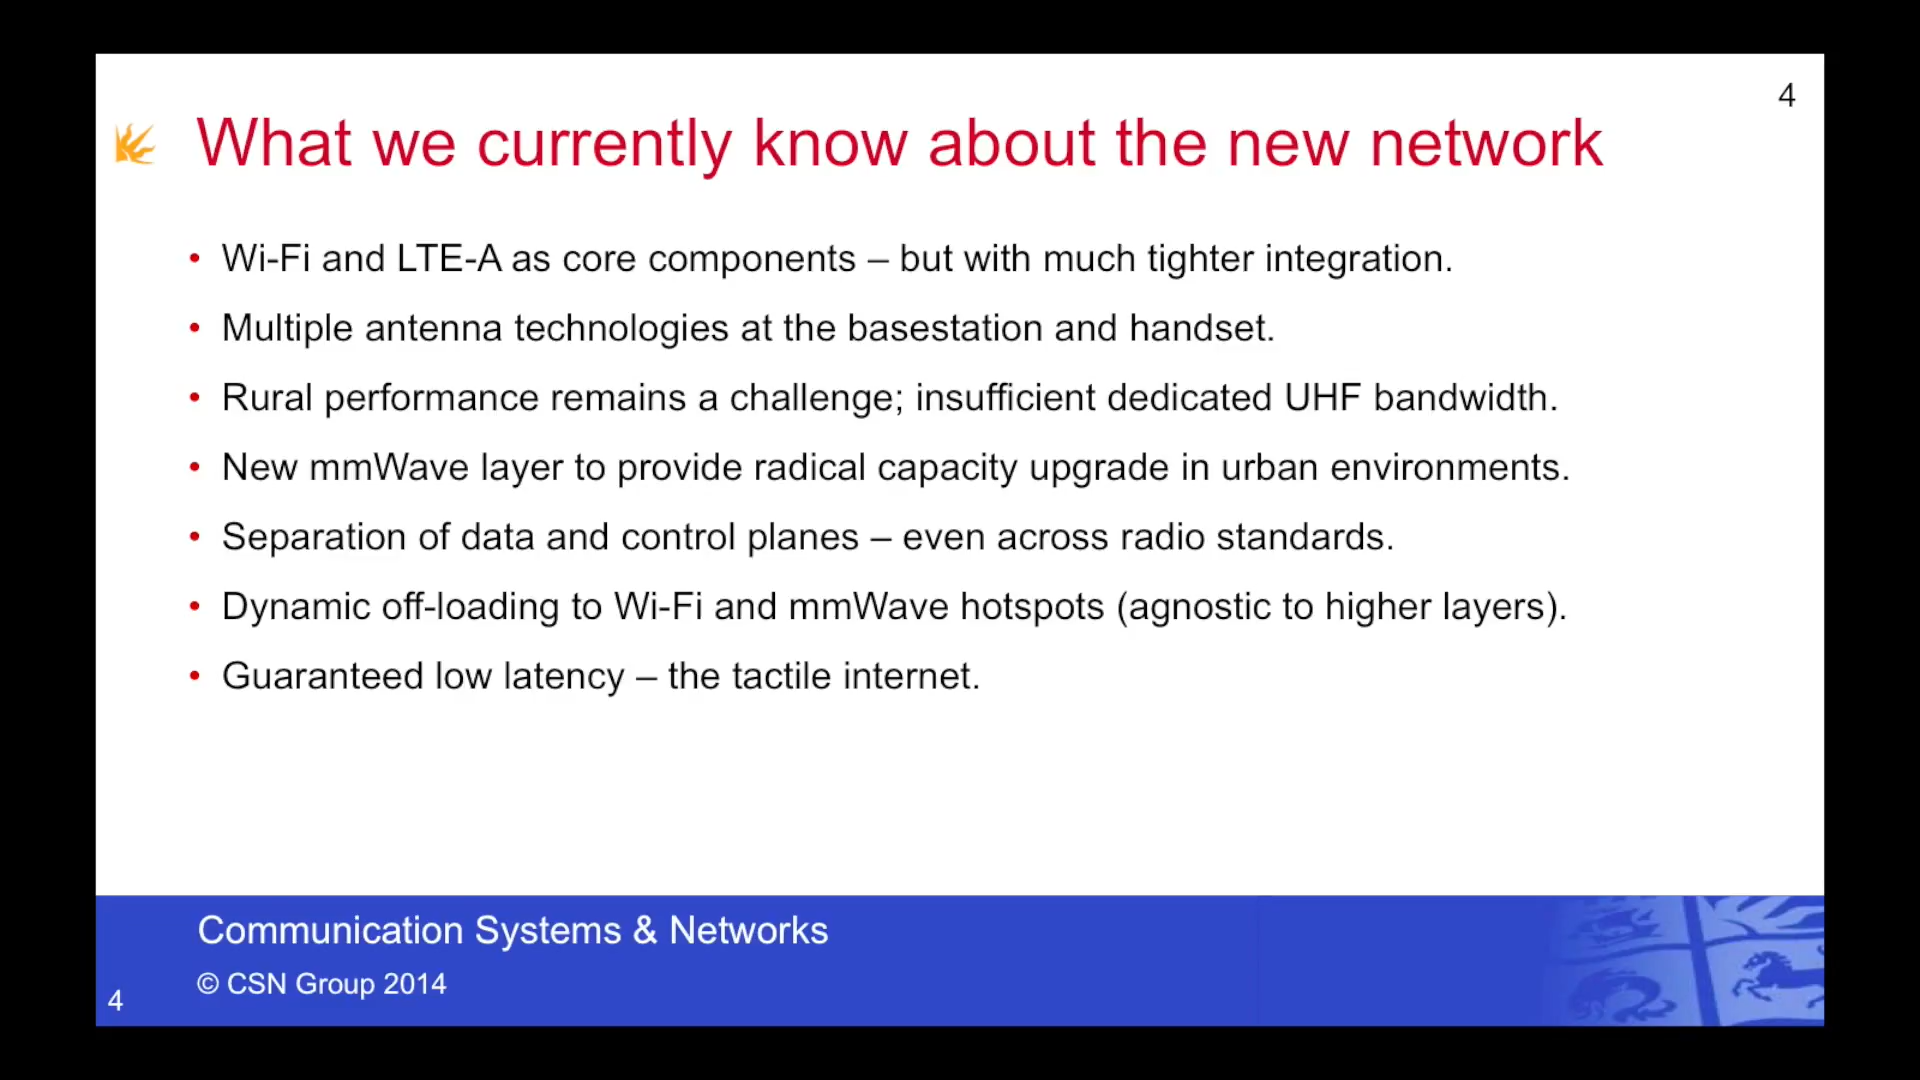 4
What we currently know about the new network
• Wi-Fi and LTE-A as core components – but with much tighter integration.
• Multiple antenna technologies at the basestation and handset.
• Rural performance remains a challenge; insufficient dedicated UHF bandwidth.
• New mmWave layer to provide radical capacity upgrade in urban environments.
• Separation of data and control planes – even across radio standards.
• Dynamic off-loading to Wi-Fi and mmWave hotspots (agnostic to higher layers).
• Guaranteed low latency – the tactile internet.
Communication Systems & Networks
© CSN Group 2014
4